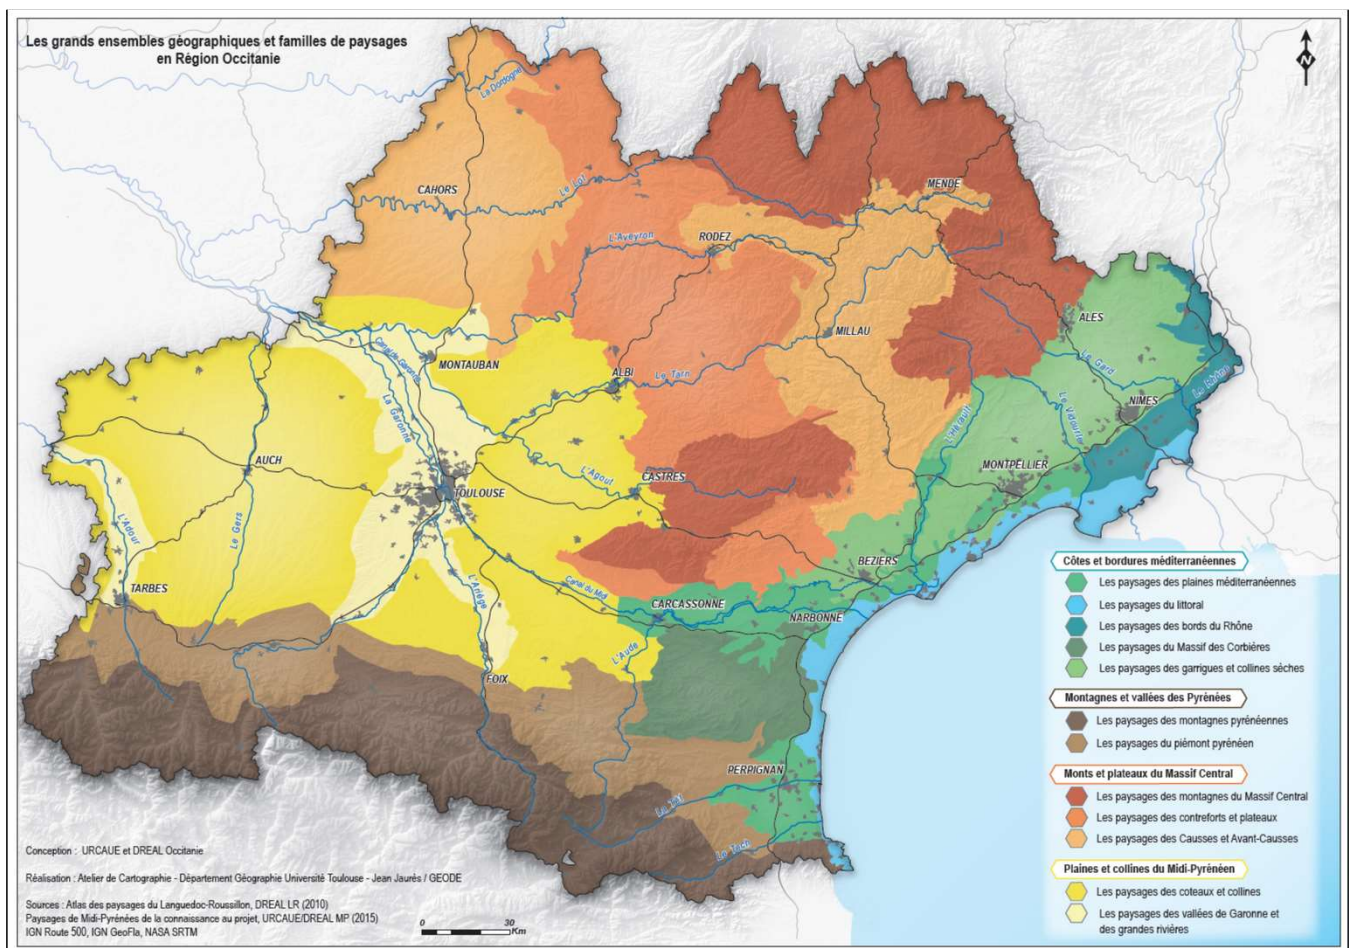 Les grands ensembles géographiques et familles de paysages
en Région Occitanie
N
La Dordogne
CAHORS
Le Lot
MENDE
L'Aveyron
RODEZ
MILLAU
ALES
Canal de Garonne
MONTAUBAN
ALBI
Le Tarn
Le Gard
Le Rhône
La Garonne
L'Hérault
Le Vidourle
NIMES
AUCH
TOULOUSE
L'Agout
CASTRES
MONTPELLIER
L'Adour
Le Gers
L'Ariège
Canal du Midi
BEZIERS
TARBES
CARCASSONNE
NARBONNE
L'Aude
FOIX
PERPIGNAN
La Têt
Le Tech
Côtes et bordures méditerranéennes
Les paysages des plaines méditerranéennes
Les paysages du littoral
Les paysages des bords du Rhône
Les paysages du Massif des Corbières
Les paysages des garrigues et collines sèches
Montagnes et vallées des Pyrénées
Les paysages des montagnes pyrénéennes
Les paysages du piémont pyrénéen
Monts et plateaux du Massif Central
Les paysages des montagnes du Massif Central
Les paysages des contreforts et plateaux
Les paysages des Causses et Avant-Causses
Plaines et collines du Midi-Pyrénéen
Les paysages des coteaux et collines
Les paysages des vallées de Garonne et
des grandes rivières
Conception : URCAUE et DREAL Occitanie
Réalisation : Atelier de Cartographie - Département Géographie Université Toulouse - Jean Jaurés / GEODE
Sources : Atlas des paysages du Languedoc-Roussillon, DREAL LR (2010)
Paysages de Midi-Pyrénées de la connaissance au projet, URCAUE/DREAL MP (2015)
IGN Route 500, IGN GeoFla, NASA SRTM
0 30
Km